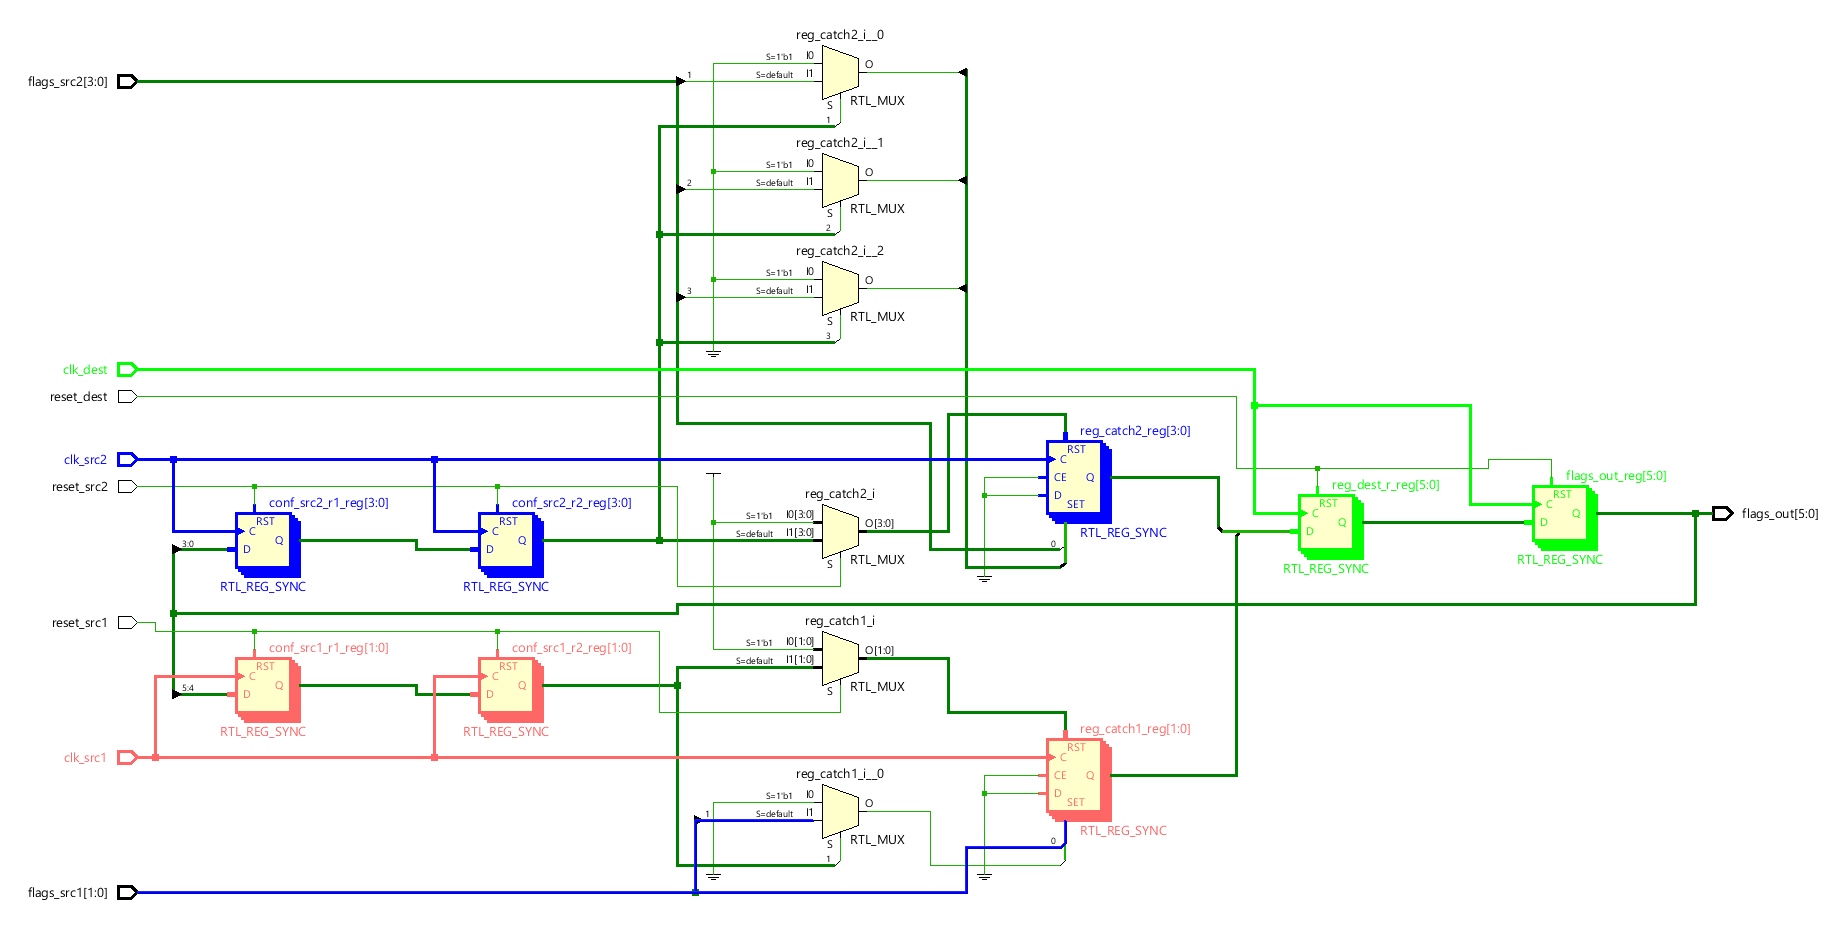 reg_catch2_i__0
flags_src2[3:0]
1
S=1'b1
I0
S=default
I1
O
S
RTL_MUX
1
reg_catch2_i__1
2
S=1'b1
I0
S=default
I1
O
S
RTL_MUX
2
reg_catch2_i__2
3
S=1'b1
I0
S=default
I1
O
S
RTL_MUX
3
clk_dest
reset_dest
clk_src2
reset_src2
conf_src2_r1_reg[3:0]
RST
C
D
Q
3:0
RTL_REG_SYNC
conf_src2_r2_reg[3:0]
RST
C
D
Q
RTL_REG_SYNC
reg_catch2_i
S=1'b1
I0[3:0]
S=default
I1[3:0]
O[3:0]
S
RTL_MUX
reg_catch2_reg[3:0]
RST
C
CE
Q
D
SET
0
RTL_REG_SYNC
reg_dest_r_reg[5:0]
RST
C
D
Q
RTL_REG_SYNC
flags_out_reg[5:0]
RST
C
D
Q
RTL_REG_SYNC
flags_out[5:0]
reset_src1
conf_src1_r1_reg[1:0]
RST
C
D
Q
5:4
RTL_REG_SYNC
conf_src1_r2_reg[1:0]
RST
C
D
Q
RTL_REG_SYNC
reg_catch1_i
S=1'b1
I0[1:0]
S=default
I1[1:0]
O[1:0]
S
RTL_MUX
clk_src1
reg_catch1_reg[1:0]
RST
C
CE
Q
D
SET
0
RTL_REG_SYNC
reg_catch1_i__0
S=1'b1
I0
1
S=default
I1
O
S
RTL_MUX
1
flags_src1[1:0]